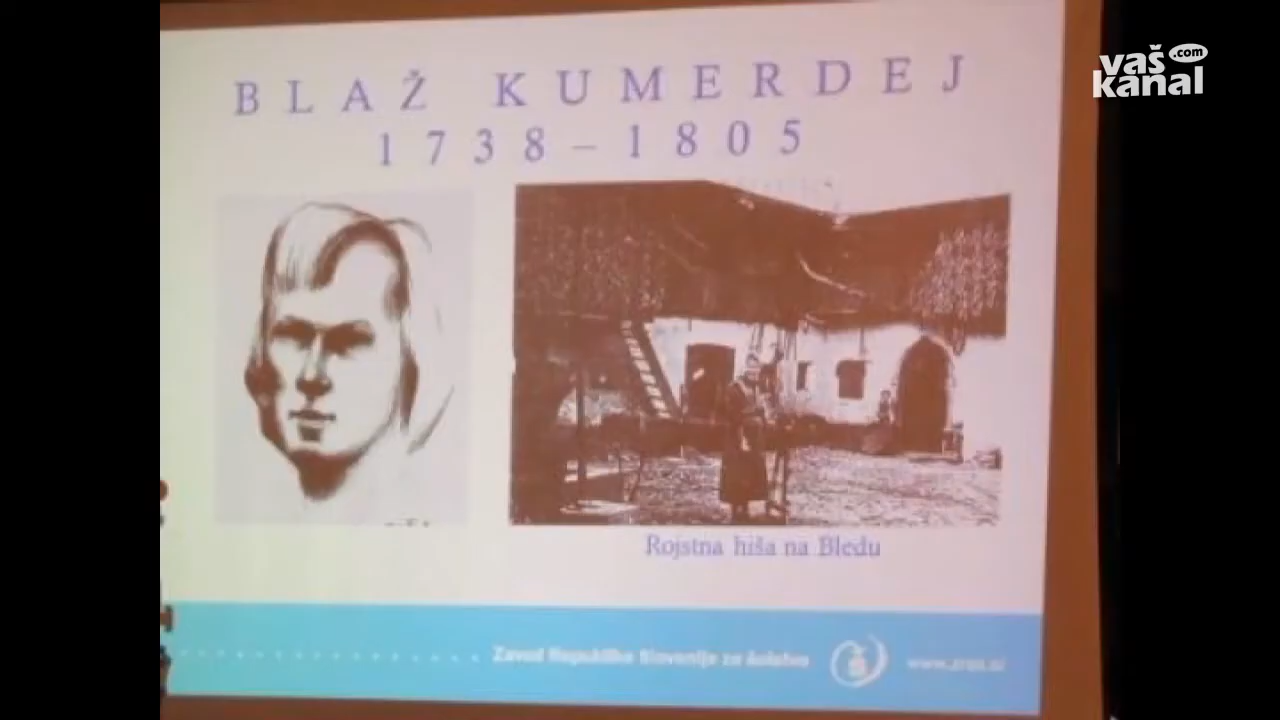 vaš
.com
kanal
BLAŽ KUMERDEJ
1738–1805
Rojstna hiša na Bledu
Zavod Republike Slovenije za šolstvo
www.zrss.si